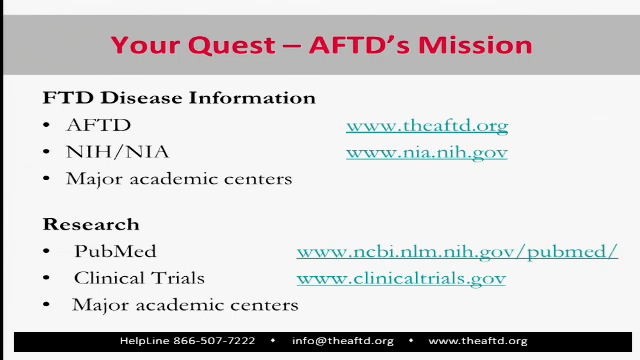 Your Quest – AFTD's Mission
FTD Disease Information
• AFTD www.theaftd.org
• NIH/NIA www.nia.nih.gov
• Major academic centers
Research
• PubMed www.ncbi.nlm.nih.gov/pubmed/
• Clinical Trials www.clinicaltrials.gov
• Major academic centers
HelpLine 866-507-7222 • info@theaftd.org • www.theaftd.org